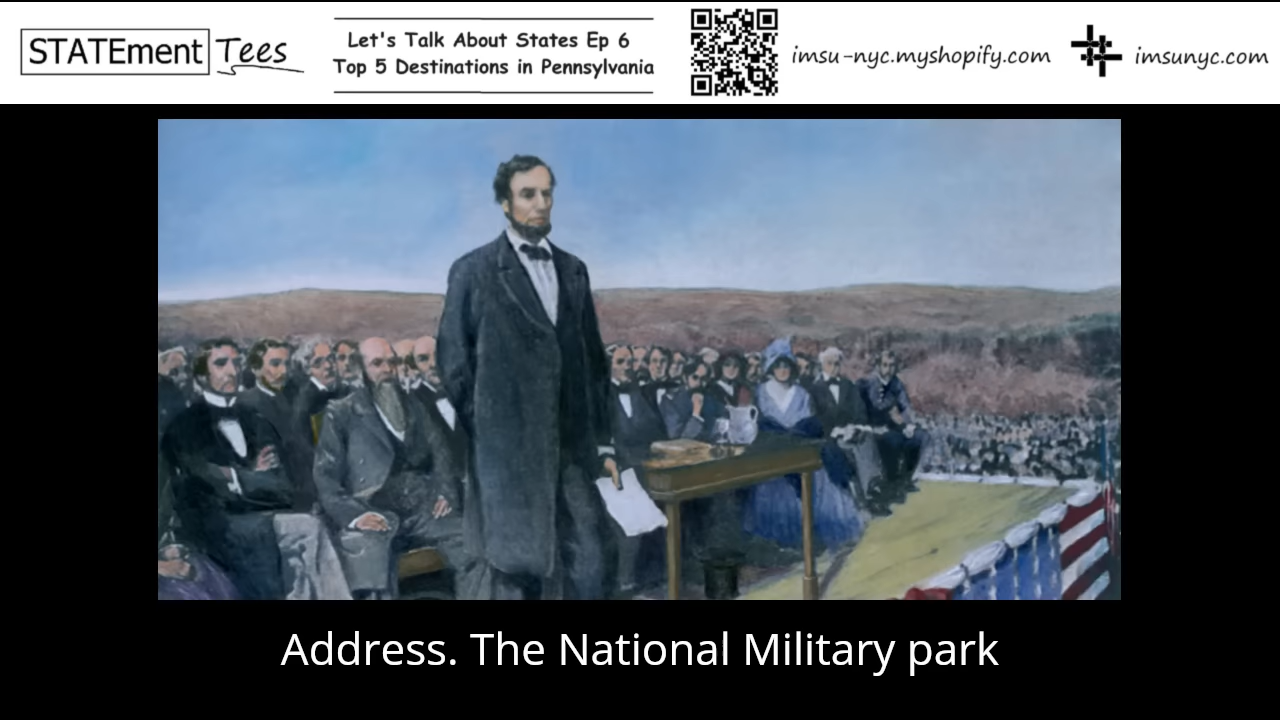 STATEment Tees
Let's Talk About States Ep 6
Top 5 Destinations in Pennsylvania
imsu-nyc.myshopify.com
imsunyc.com
Address. The National Military park